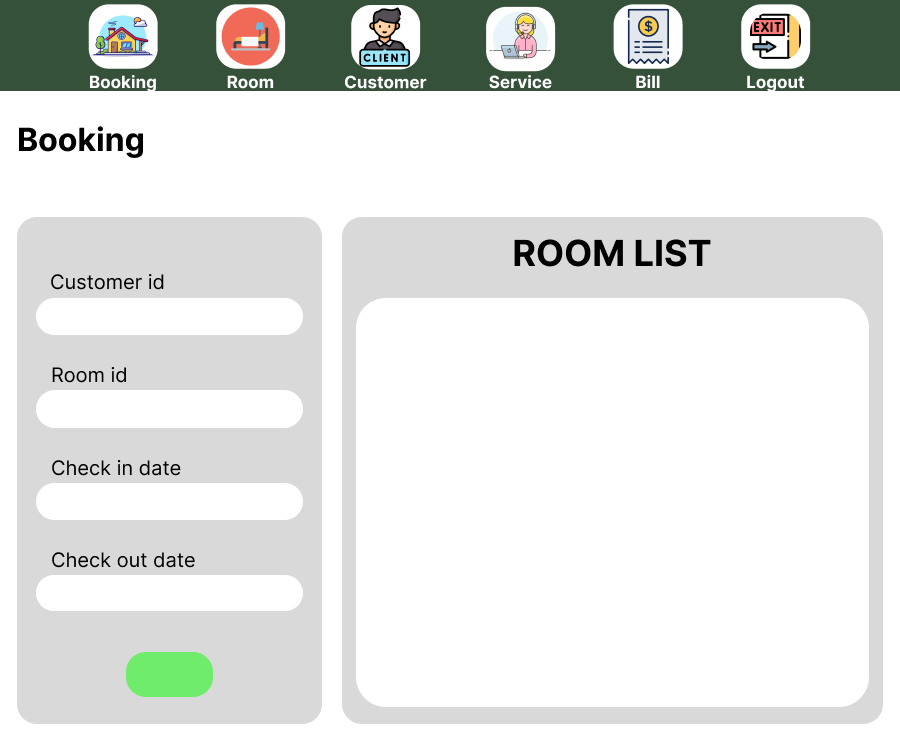 EXIT
CLIENT
Booking Room Customer Service Bill Logout
Booking
ROOM LIST
Customer id
Room id
Check in date
Check out date